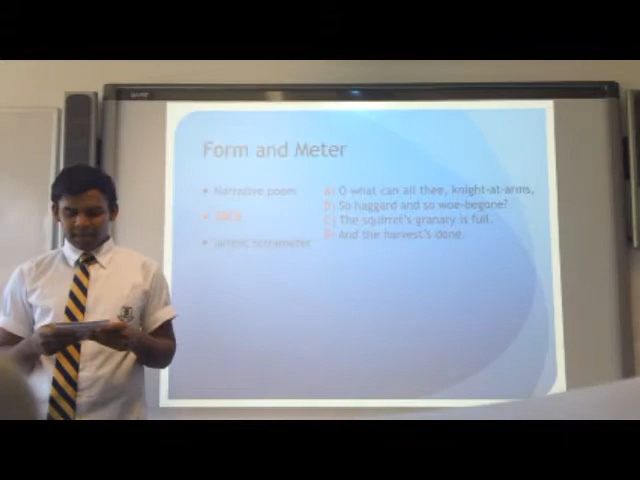 Form and Meter
Narrative poem
ABCB
Iambic tetrameter
A) O what can ail thee, knight-at-arms,
B) So haggard and so woe-begone?
C) The squirrel's granary is full,
B) And the harvest's done.